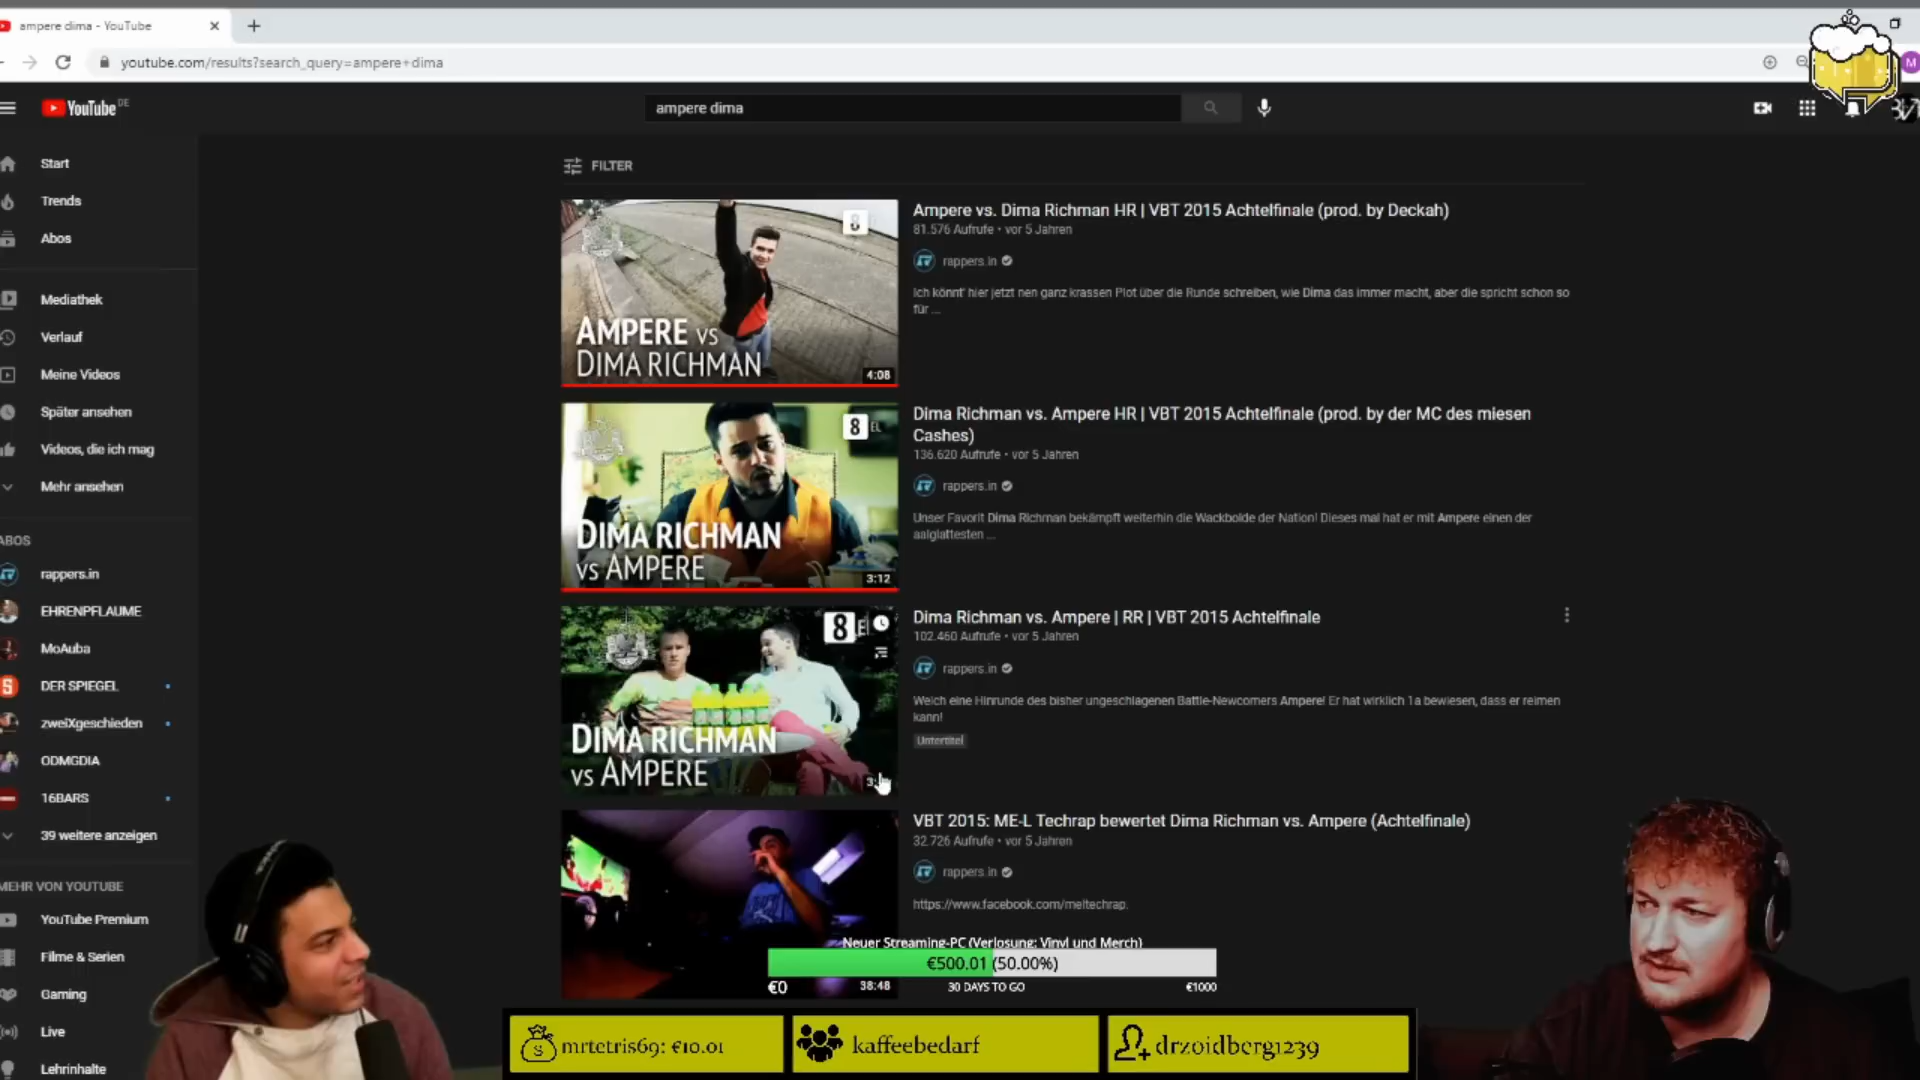 ampere dima - YouTube
youtube.com/results?search_query=ampere+dima
M
YouTube DE
ampere dima
Start
Trends
Abos
Mediathek
Verlauf
Meine Videos
Später ansehen
Videos, die ich mag
Mehr ansehen
ABOS
rappers.in
EHRENPFLAUME
MoAuba
DER SPIEGEL
zweiXgeschieden
ODMGDIA
16BARS
39 weitere anzeigen
MEHR VON YOUTUBE
YouTube Premium
Filme & Serien
Gaming
Live
Lehrinhalte
FILTER
8
AMPERE VS
DIMA RICHMAN
4:08
Ampere vs. Dima Richman HR | VBT 2015 Achtelfinale (prod. by Deckah)
81.576 Aufrufe • vor 5 Jahren
rappers.in
Ich könnt' hier jetzt nen ganz krassen Plot über die Runde schreiben, wie Dima das immer macht, aber die spricht schon so
für ...
8 EL
DIMA RICHMAN
VS AMPERE
3:12
Dima Richman vs. Ampere HR | VBT 2015 Achtelfinale (prod. by der MC des miesen
Cashes)
136.620 Aufrufe • vor 5 Jahren
rappers.in
Unser Favorit Dima Richman bekämpft weiterhin die Wackbolde der Nation! Dieses mal hat er mit Ampere einen der
aalglattesten ...
8
DIMA RICHMAN
VS AMPERE
Dima Richman vs. Ampere | RR | VBT 2015 Achtelfinale
102.460 Aufrufe • vor 5 Jahren
rappers.in
Welch eine Hinrunde des bisher ungeschlagenen Battle-Newcomers Ampere! Er hat wirklich 1a bewiesen, dass er reimen
kann!
Untertitel
38:48
VBT 2015: ME-L Techrap bewertet Dima Richman vs. Ampere (Achtelfinale)
32.726 Aufrufe • vor 5 Jahren
rappers.in
https://www.facebook.com/meltechrap.
Neuer Streaming-PC (Verlosung: Vinyl und Merch)
€500.01 (50.00%)
€0
30 DAYS TO GO
€1000
mrtetris69: €10.01
kaffeebedarf
drzoidberg1239